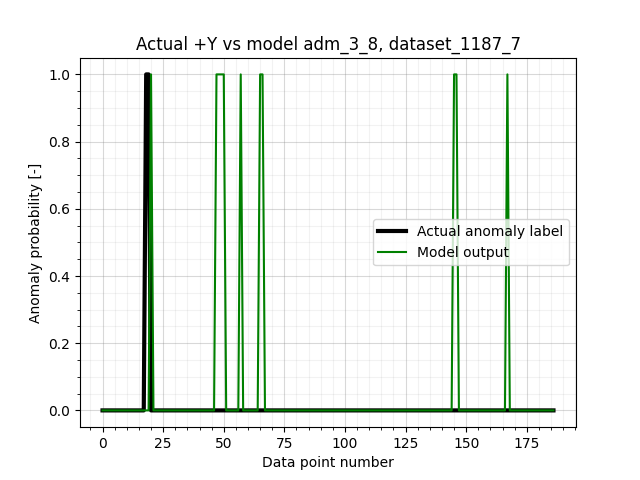 Actual +Y vs model adm_3_8, dataset_1187_7
1.0
0.8
0.6
0.4
0.2
0.0
Anomaly probability [-]
Actual anomaly label
Model output
0 25 50 75 100 125 150 175
Data point number